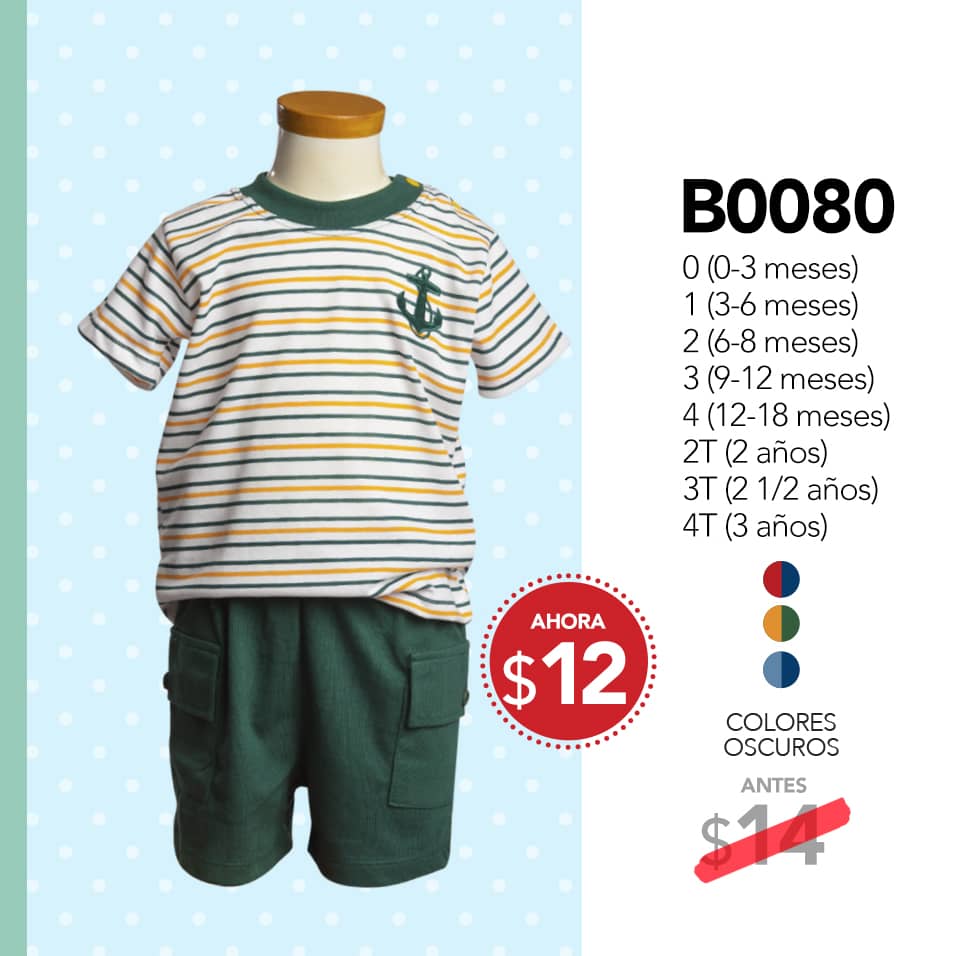 B0080
0 (0-3 meses)
1 (3-6 meses)
2 (6-8 meses)
3 (9-12 meses)
4 (12-18 meses)
2T (2 años)
3T (2 1/2 años)
4T (3 años)
AHORA
$12
COLORES
OSCUROS
ANTES
$14